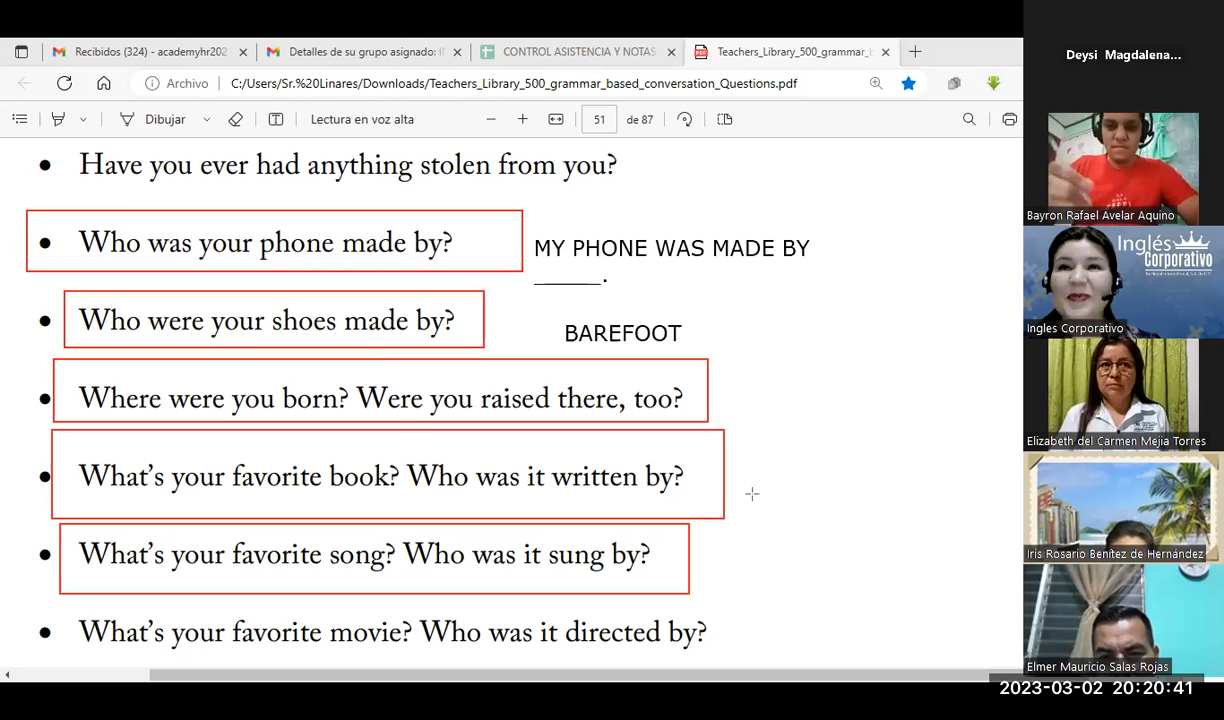 Recibidos (324) - academyhr202
Detalles de su grupo asignado: I
CONTROL ASISTENCIA Y NOTAS
Teachers_Library_500_grammar_b
Archivo
C:/Users/Sr.%20Linares/Downloads/Teachers_Library_500_grammar_based_conversation_Questions.pdf
Dibujar
Lectura en voz alta
51 de 87
Have you ever had anything stolen from you?
Who was your phone made by?
MY PHONE WAS MADE BY
______.
Who were your shoes made by?
BAREFOOT
Where were you born? Were you raised there, too?
What's your favorite book? Who was it written by?
What's your favorite song? Who was it sung by?
What's your favorite movie? Who was it directed by?
Deysi Magdalena...
Bayron Rafael Avelar Aquino
Inglés
Corporativo
Ingles Corporativo
Elizabeth del Carmen Mejia Torres
Iris Rosario Benítez de Hernández
Elmer Mauricio Salas Rojas
2023-03-02 20:20:41